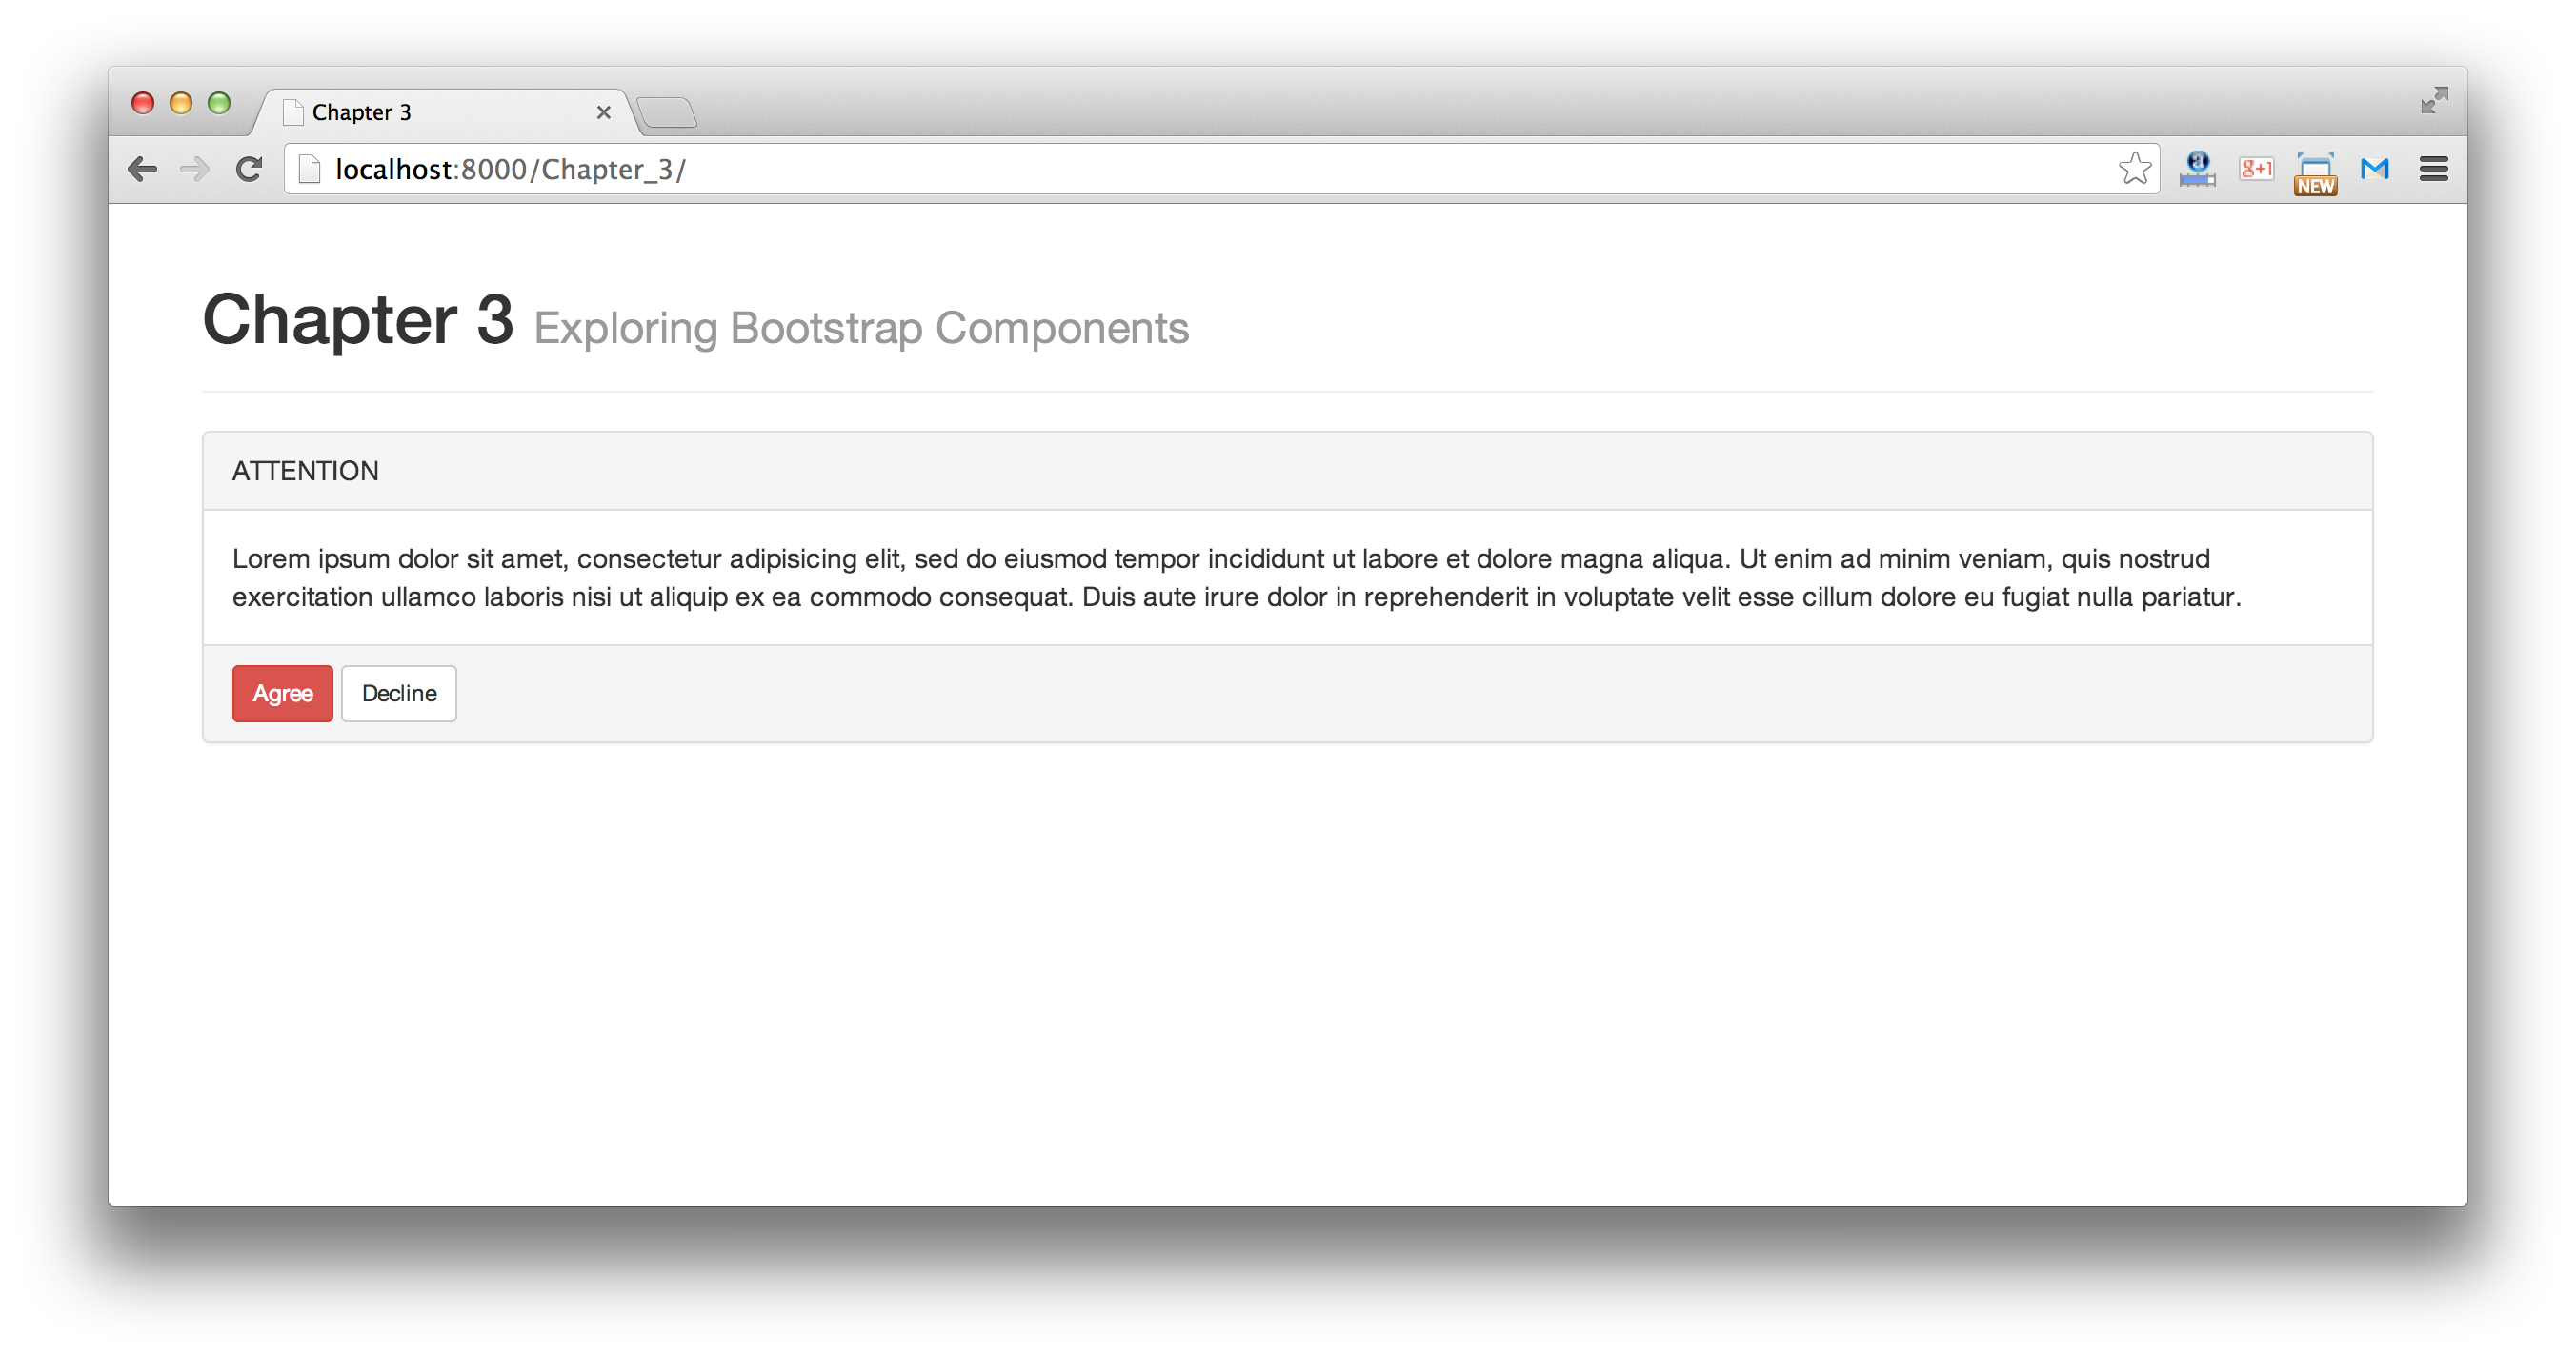 Chapter 3
localhost:8000/Chapter_3/
g+1
NEW
Chapter 3 Exploring Bootstrap Components
ATTENTION
Lorem ipsum dolor sit amet, consectetur adipisicing elit, sed do eiusmod tempor incididunt ut labore et dolore magna aliqua. Ut enim ad minim veniam, quis nostrud
exercitation ullamco laboris nisi ut aliquip ex ea commodo consequat. Duis aute irure dolor in reprehenderit in voluptate velit esse cillum dolore eu fugiat nulla pariatur.
Agree Decline